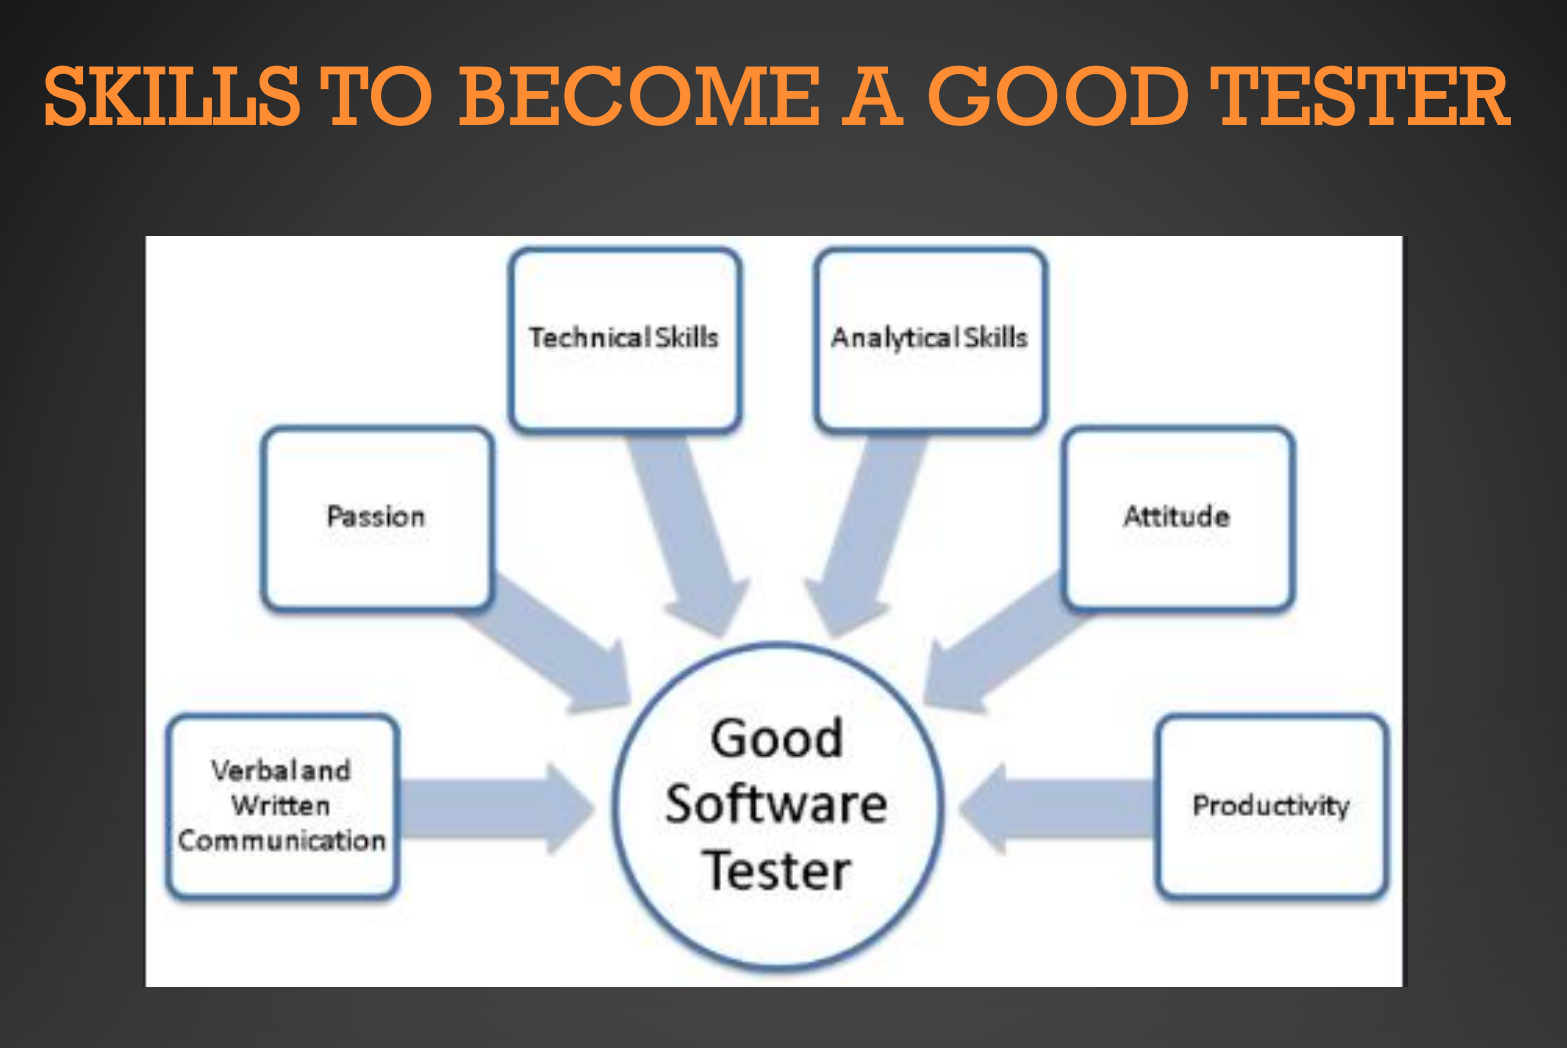 SKILLS TO BECOME A GOOD TESTER
Technical Skills
Analytical Skills
Passion
Attitude
Verbal and
Written
Communication
Good
Software
Tester
Productivity